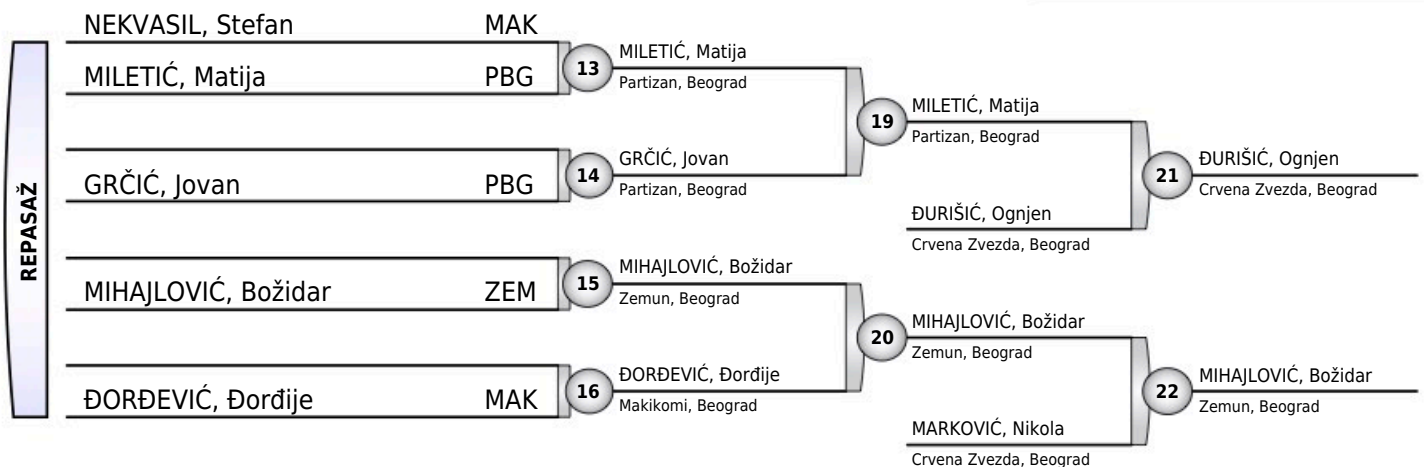 REPASAŽ
NEKVASIL, Stefan MAK
MILETIĆ, Matija PBG
GRČIĆ, Jovan PBG
MIHAJLOVIĆ, Božidar ZEM
ĐORĐEVIĆ, Đorđije MAK
13
MILETIĆ, Matija
Partizan, Beograd
14
GRČIĆ, Jovan
Partizan, Beograd
15
MIHAJLOVIĆ, Božidar
Zemun, Beograd
16
ĐORĐEVIĆ, Đorđije
Makikomi, Beograd
19
MILETIĆ, Matija
Partizan, Beograd
ĐURIŠIĆ, Ognjen
Crvena Zvezda, Beograd
20
MIHAJLOVIĆ, Božidar
Zemun, Beograd
MARKOVIĆ, Nikola
Crvena Zvezda, Beograd
21
ĐURIŠIĆ, Ognjen
Crvena Zvezda, Beograd
22
MIHAJLOVIĆ, Božidar
Zemun, Beograd